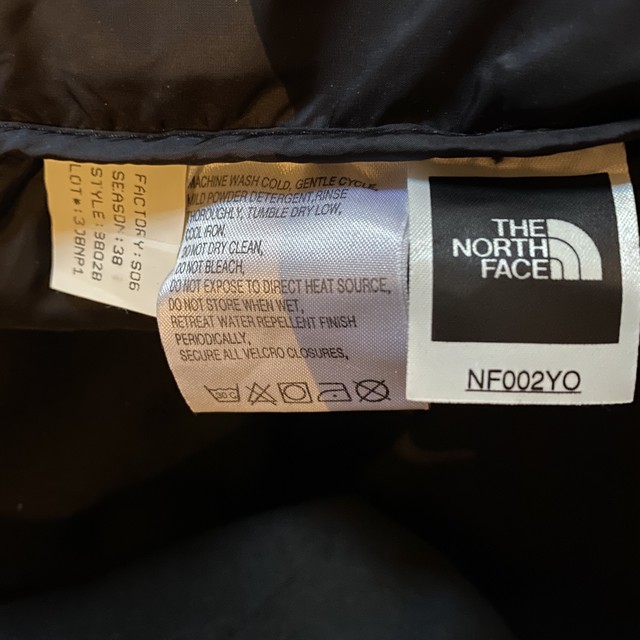 FACTORY:S06
SEASON:38
STYLE:98028
MACHINE WASH COLD, GENTLE CYCLE,
MILD POWDER DETERGENT,RINSE
THOROUGHLY, TUMBLE DRY LOW,
COOL IRON.
DO NOT DRY CLEAN,
DO NOT BLEACH,
DO NOT EXPOSE TO DIRECT HEAT SOURCE,
DO NOT STORE WHEN WET,
RETREAT WATER REPELLENT FINISH
PERIODICALLY,
SECURE ALL VELCRO CLOSURES,
30 C
THE
NORTH
FACE
NF002YO